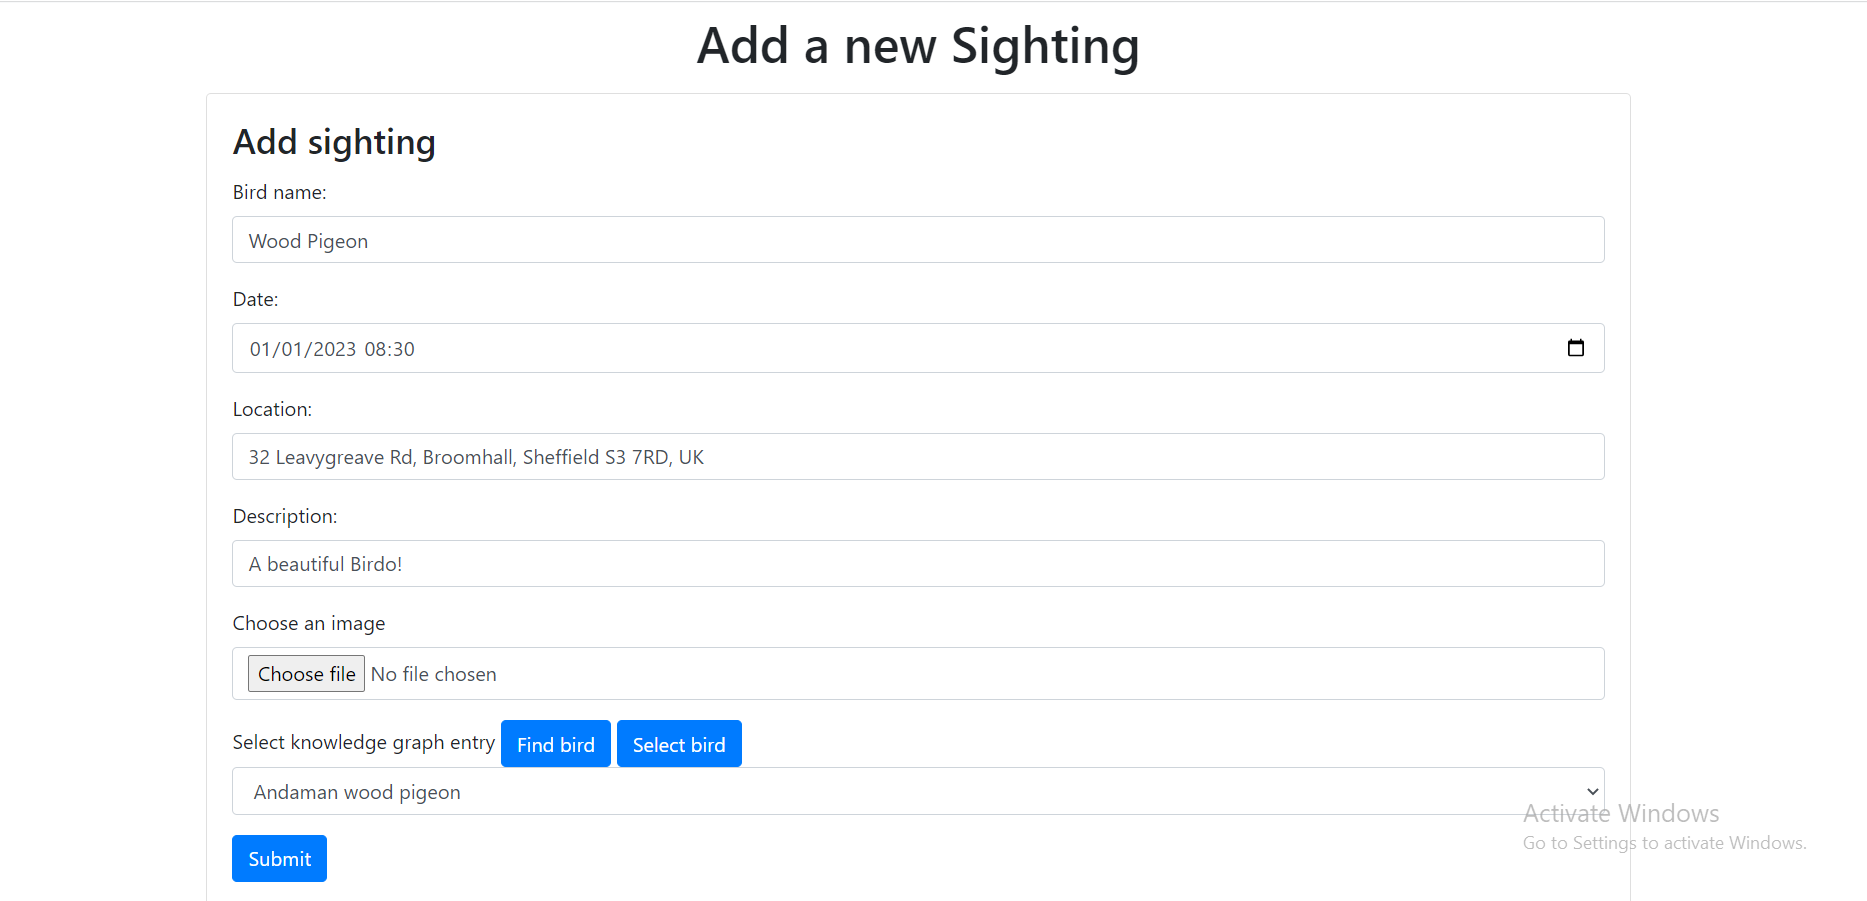 Add a new Sighting
Add sighting
Bird name:
Wood Pigeon
Date:
01/01/2023 08:30
Location:
32 Leavygreave Rd, Broomhall, Sheffield S3 7RD, UK
Description:
A beautiful Birdo!
Choose an image
Choose file No file chosen
Select knowledge graph entry Find bird Select bird
Andaman wood pigeon
Activate Windows
Go to Settings to activate Windows.
Submit